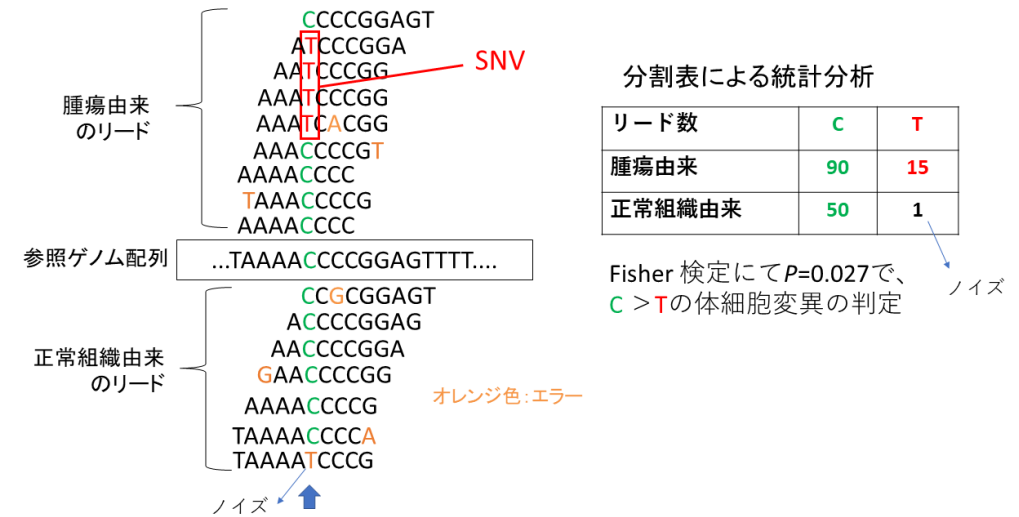 CCCCCGGAGT
ATCCCGGA
AATCCCGG
AAATCCCGG
AAATCACGG
AAACCCCGT
AAAACCCC
TAAACCCCG
AAAACCCC
腫瘍由来
のリード
SNV
参照ゲノム配列
...TAAAACCCCGGAGTTTT....
CCGCGGAGT
ACCCCGGAG
AACCCCGGA
GAACCCCGG
AAAACCCCG
TAAAACCCCA
TAAAATCCCG
正常組織由来
のリード
オレンジ色：エラー
ノイズ
分割表による統計分析
リード数 C T
腫瘍由来 90 15
正常組織由来 50 1
ノイズ
Fisher 検定にてP=0.027で、
C >Tの体細胞変異の判定